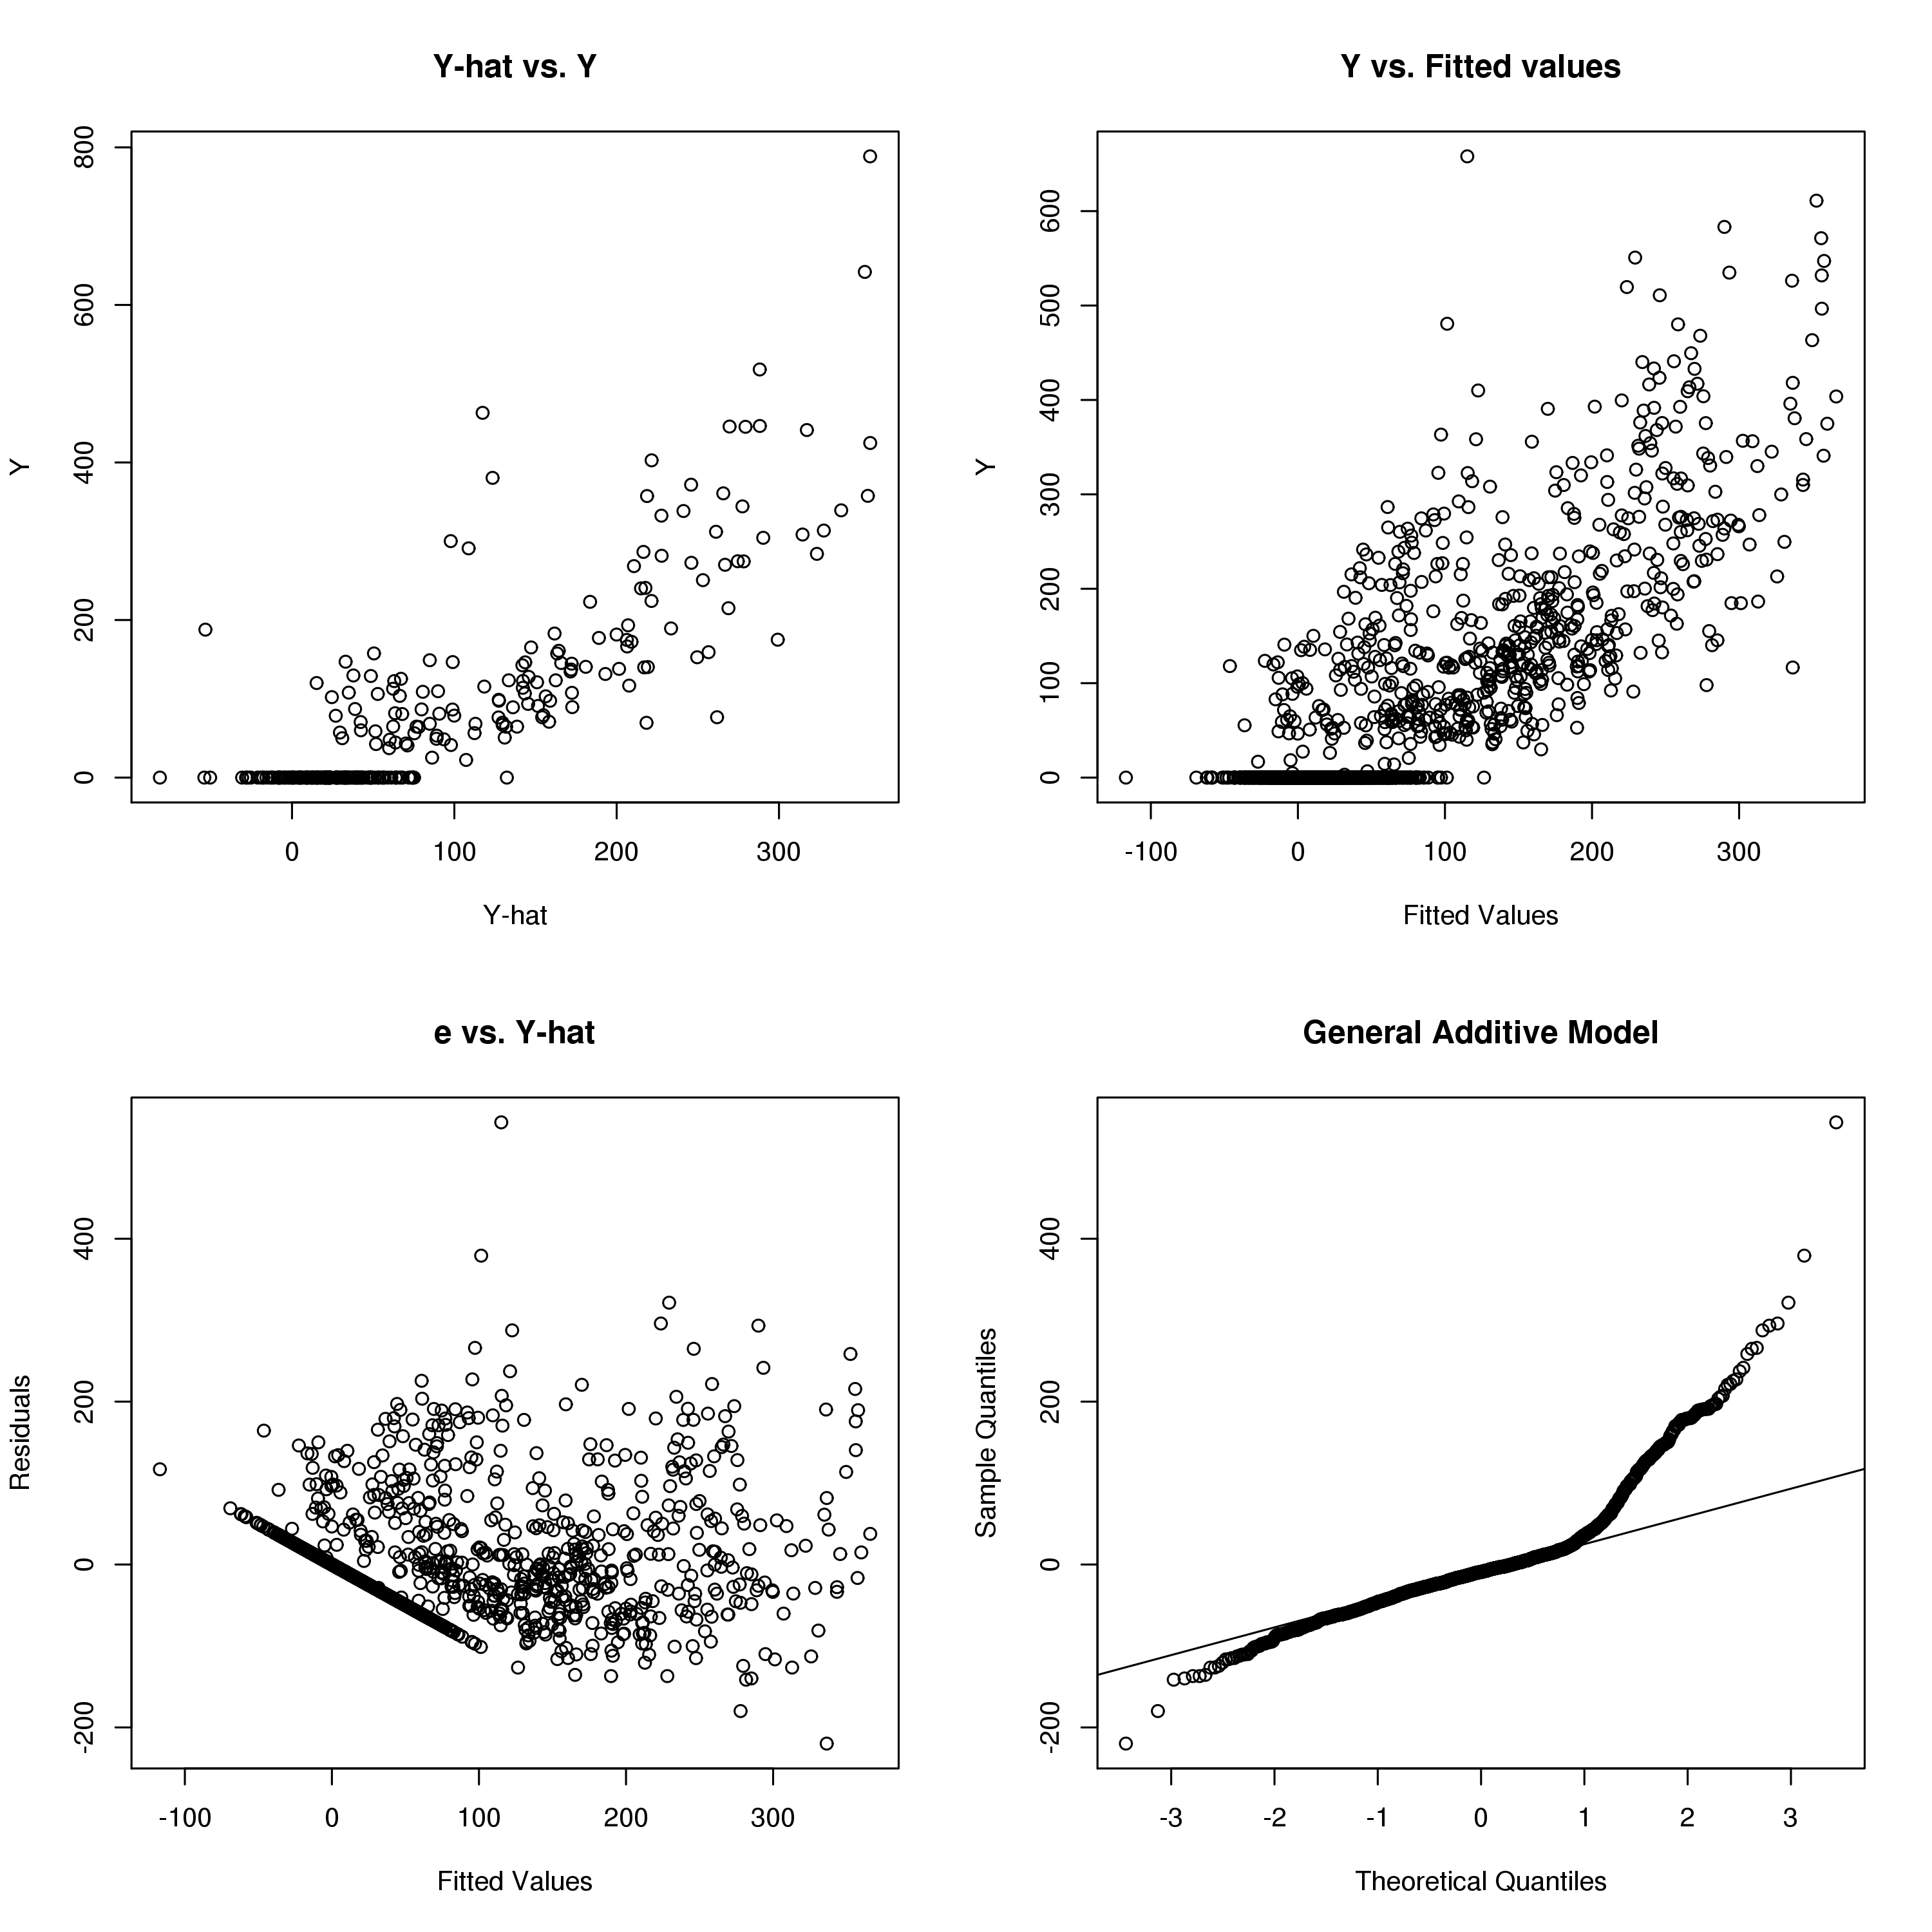 Y-hat vs. Y
Y
0 200 400 600 800
0 100 200 300
Y-hat
Y vs. Fitted values
Y
0 100 200 300 400 500 600
-100 0 100 200 300
Fitted Values
e vs. Y-hat
Residuals
-200 0 200 400
-100 0 100 200 300
Fitted Values
General Additive Model
Sample Quantiles
-200 0 200 400
-3 -2 -1 0 1 2 3
Theoretical Quantiles